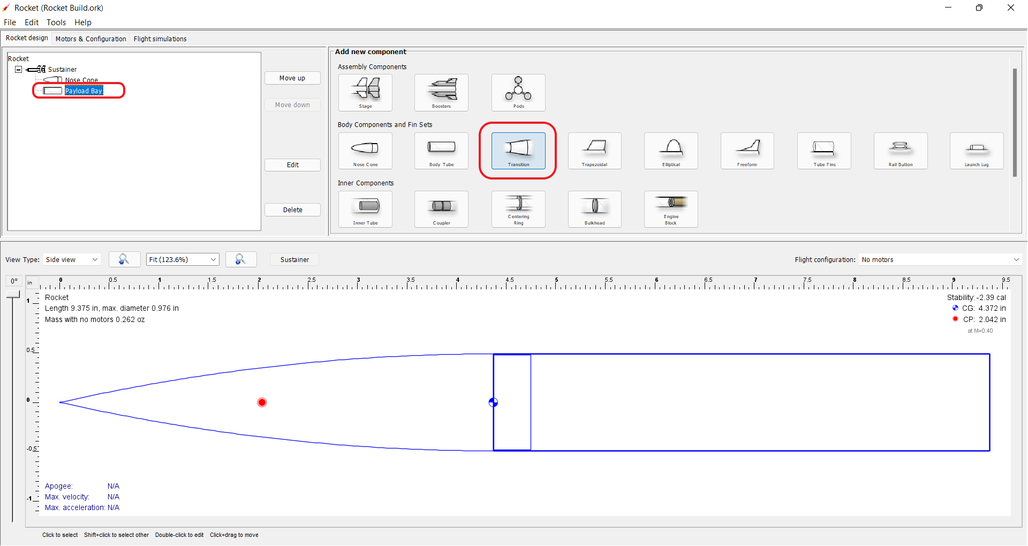 Rocket (Rocket Build.ork)
File Edit Tools Help
Rocket design Motors & Configuration Flight simulations
Rocket
Sustainer
Nose Cone
Payload Bay
Move up
Move down
Edit
Delete
Add new component
Assembly Components
Stage Boosters Pods
Body Components and Fin Sets
Nose Cone Body Tube Transition Trapezoidal Elliptical Freeform Tube Fins Rail Button Launch Lug
Inner Components
Inner Tube Coupler Centering Ring Bulkhead Engine Block
View Type: Side view Fit (123.6%) Sustainer Flight configuration: No motors
0° in 0 0.5 1 1.5 2 2.5 3 3.5 4 4.5 5 5.5 6 6.5 7 7.5 8 8.5 9 9.5
1
0.5
0
-0.5
-1
Rocket
Length 9.375 in, max. diameter 0.976 in
Mass with no motors 0.262 oz
Stability: -2.39 cal
CG: 4.372 in
CP: 2.042 in
at M=0.40
Apogee: N/A
Max. velocity: N/A
Max. acceleration: N/A
Click to select Shift+click to select other Double-click to edit Click+drag to move